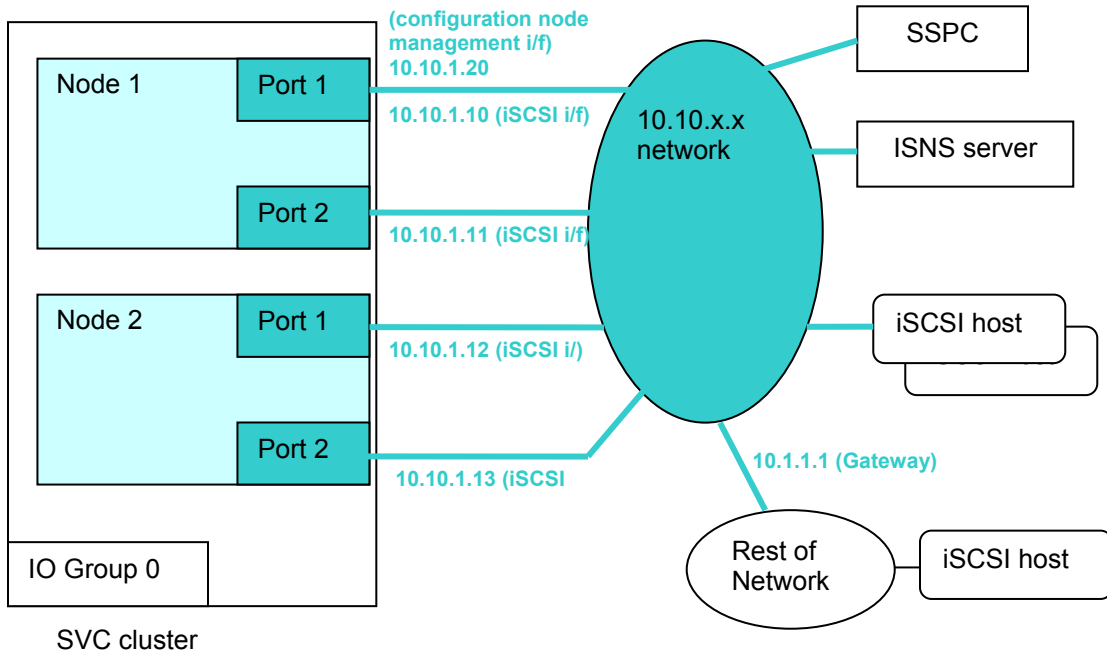 (configuration node
management i/f)
10.10.1.20
Node 1
Port 1
10.10.1.10 (iSCSI i/f)
Port 2
10.10.1.11 (iSCSI i/f)
Node 2
Port 1
10.10.1.12 (iSCSI i/)
Port 2
10.10.1.13 (iSCSI
IO Group 0
SVC cluster
10.10.x.x
network
SSPC
ISNS server
iSCSI host
10.1.1.1 (Gateway)
Rest of
Network
iSCSI host